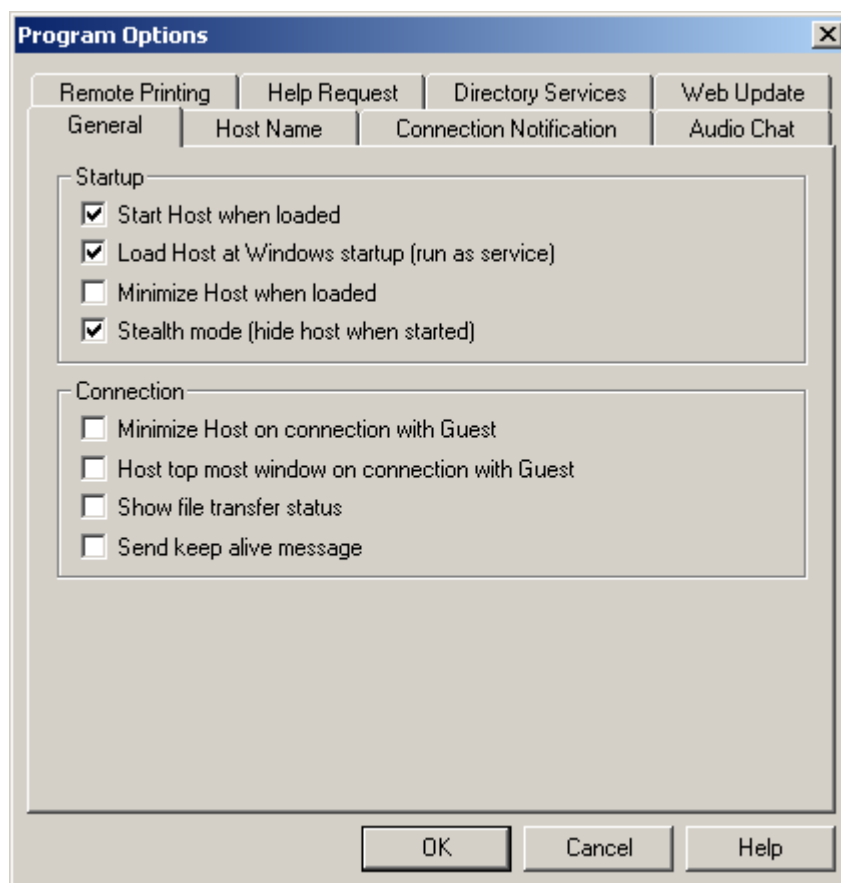 Program Options
Remote Printing Help Request Directory Services Web Update
General Host Name Connection Notification Audio Chat
Startup
Start Host when loaded
Load Host at Windows startup (run as service)
Minimize Host when loaded
Stealth mode (hide host when started)
Connection
Minimize Host on connection with Guest
Host top most window on connection with Guest
Show file transfer status
Send keep alive message
OK Cancel Help